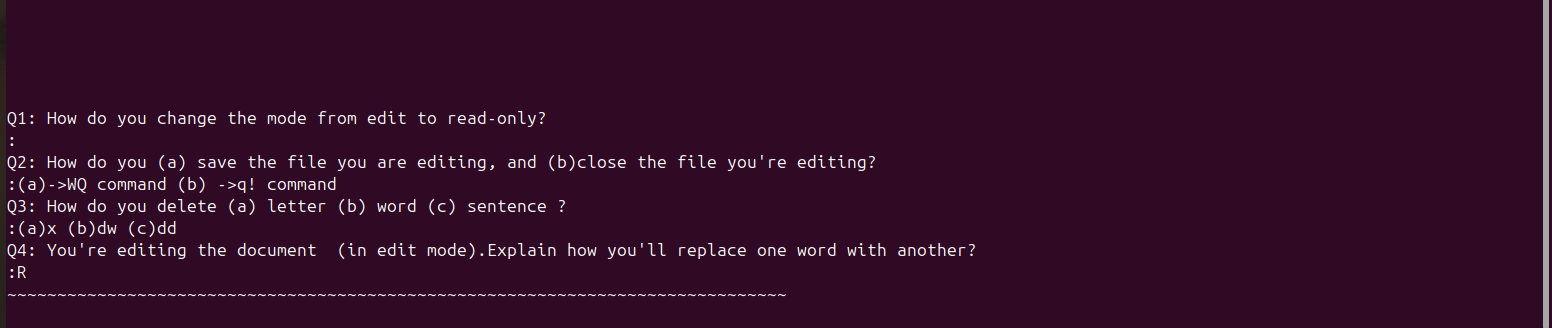 Q1: How do you change the mode from edit to read-only?
:
Q2: How do you (a) save the file you are editing, and (b)close the file you're editing?
:(a)->WQ command (b) ->q! command
Q3: How do you delete (a) letter (b) word (c) sentence ?
:(a)x (b)dw (c)dd
Q4: You're editing the document  (in edit mode).Explain how you'll replace one word with another?
:R
~~~~~~~~~~~~~~~~~~~~~~~~~~~~~~~~~~~~~~~~~~~~~~~~~~~~~~~~~~~~~~~~~~~~~~~~~~~~~~